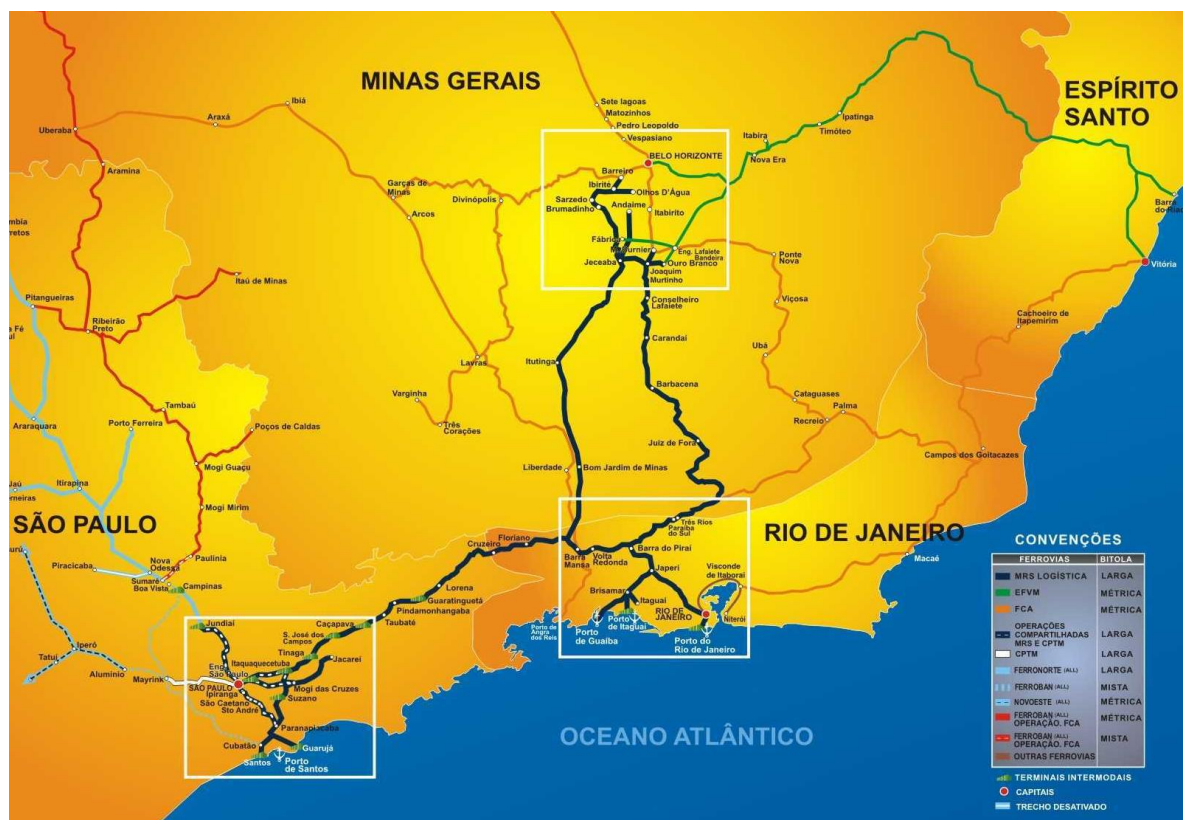 MINAS GERAIS
ESPÍRITO
SANTO
SÃO PAULO
RIO DE JANEIRO
OCEANO ATLÂNTICO
Uberaba
Araxá
Ibiá
Sete lagoas
Matozinhos
Pedro Leopoldo
Vespasiano
BELO HORIZONTE
Itabira
Nova Era
Timóteo
Ipatinga
Aramina
Garças de
Minas
Arcos
Divinópolis
Barreiro
Ibirité
Olhos D'Água
Sarzedo
Brumadinho
Andaime
Itabirito
Fábrica
Eng. Lafaiete
Bandeira
Jeceaba
Ouro Branco
Joaquim
Murtinho
Ponte
Nova
Viçosa
Vitória
Cachoeiro de
Itapemirim
Itaú de Minas
Pitangueiras
Ribeirão
Preto
Conselheiro
Lafaiete
Carandaí
Ubá
Itutinga
Lavras
Barbacena
Varginha
Três
Corações
Cataguases
Palma
Recreio
Campos dos Goitacazes
Tambaú
Araraquara
Porto Ferreira
Poços de Caldas
Juiz de Fora
Mogi Guaçu
Liberdade
Bom Jardim de Minas
Jaú
Itirapina
Mogi Mirim
Três Rios
Paraíba
do Sul
Floriano
Cruzeiro
Barra
Mansa
Volta
Redonda
Barra do Piraí
Macaé
Visconde
de Itaboraí
Japeri
Nova
Odessa
Paulínia
Piracicaba
Sumaré
Boa Vista
Campinas
Lorena
Guaratinguetá
Pindamonhangaba
Taubaté
Caçapava
S. José dos
Campos
Brisamar
Itaguaí
RIO DE
JANEIRO
Niterói
Porto de
Angra
dos Reis
Porto
de Guaíba
Porto
de Itaguaí
Porto do
Rio de Janeiro
Jundiaí
Tinaga
Jacareí
Itaquaquecetuba
Eng.
São Paulo
SÃO PAULO
Ipiranga
São Caetano
Sto André
Mogi das Cruzes
Suzano
Iperó
Tatuí
Alumínio
Mayrink
Paranapiacaba
Cubatão
Guarujá
Santos
Porto
de Santos
CONVENÇÕES
FERROVIAS BITOLA
MRS LOGÍSTICA LARGA
EFVM MÉTRICA
FCA MÉTRICA
OPERAÇÕES
COMPARTILHADAS LARGA
MRS E CPTM
CPTM LARGA
FERRONORTE (ALL) LARGA
FERROBAN (ALL) MISTA
NOVOESTE (ALL) MÉTRICA
FERROBAN (ALL) MÉTRICA
OPERAÇÃO. FCA
FERROBAN (ALL) MISTA
OPERAÇÃO. FCA
OUTRAS FERROVIAS
TERMINAIS INTERMODAIS
CAPITAIS
TRECHO DESATIVADO